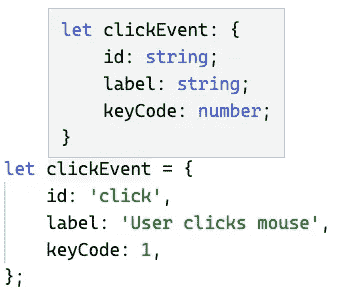 let clickEvent: {
    id: string;
    label: string;
    keyCode: number;
}
let clickEvent = {
    id: 'click',
    label: 'User clicks mouse',
    keyCode: 1,
};